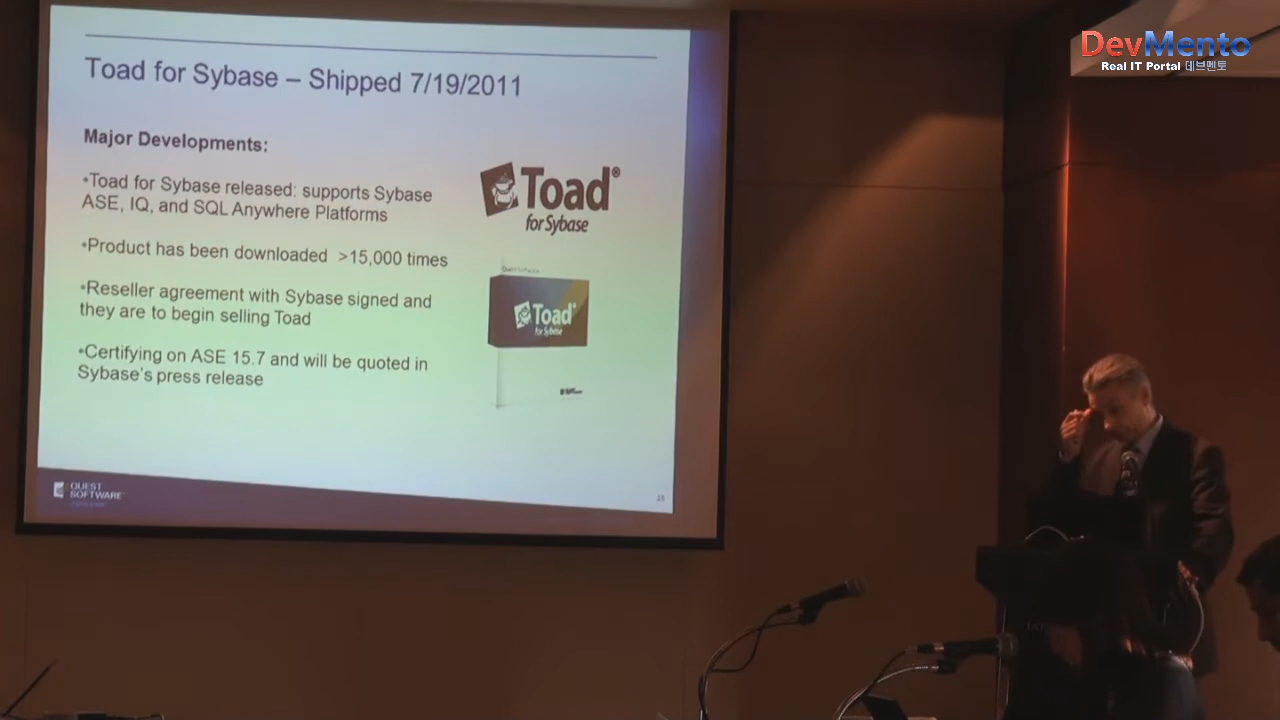 DevMento
Real IT Portal 데브멘토
Toad for Sybase – Shipped 7/19/2011
Major Developments:
•Toad for Sybase released: supports Sybase
ASE, IQ, and SQL Anywhere Platforms
•Product has been downloaded >15,000 times
•Reseller agreement with Sybase signed and
they are to begin selling Toad
•Certifying on ASE 15.7 and will be quoted in
Sybase's press release
Toad®
for Sybase
Toad®
for Sybase
QUEST
SOFTWARE